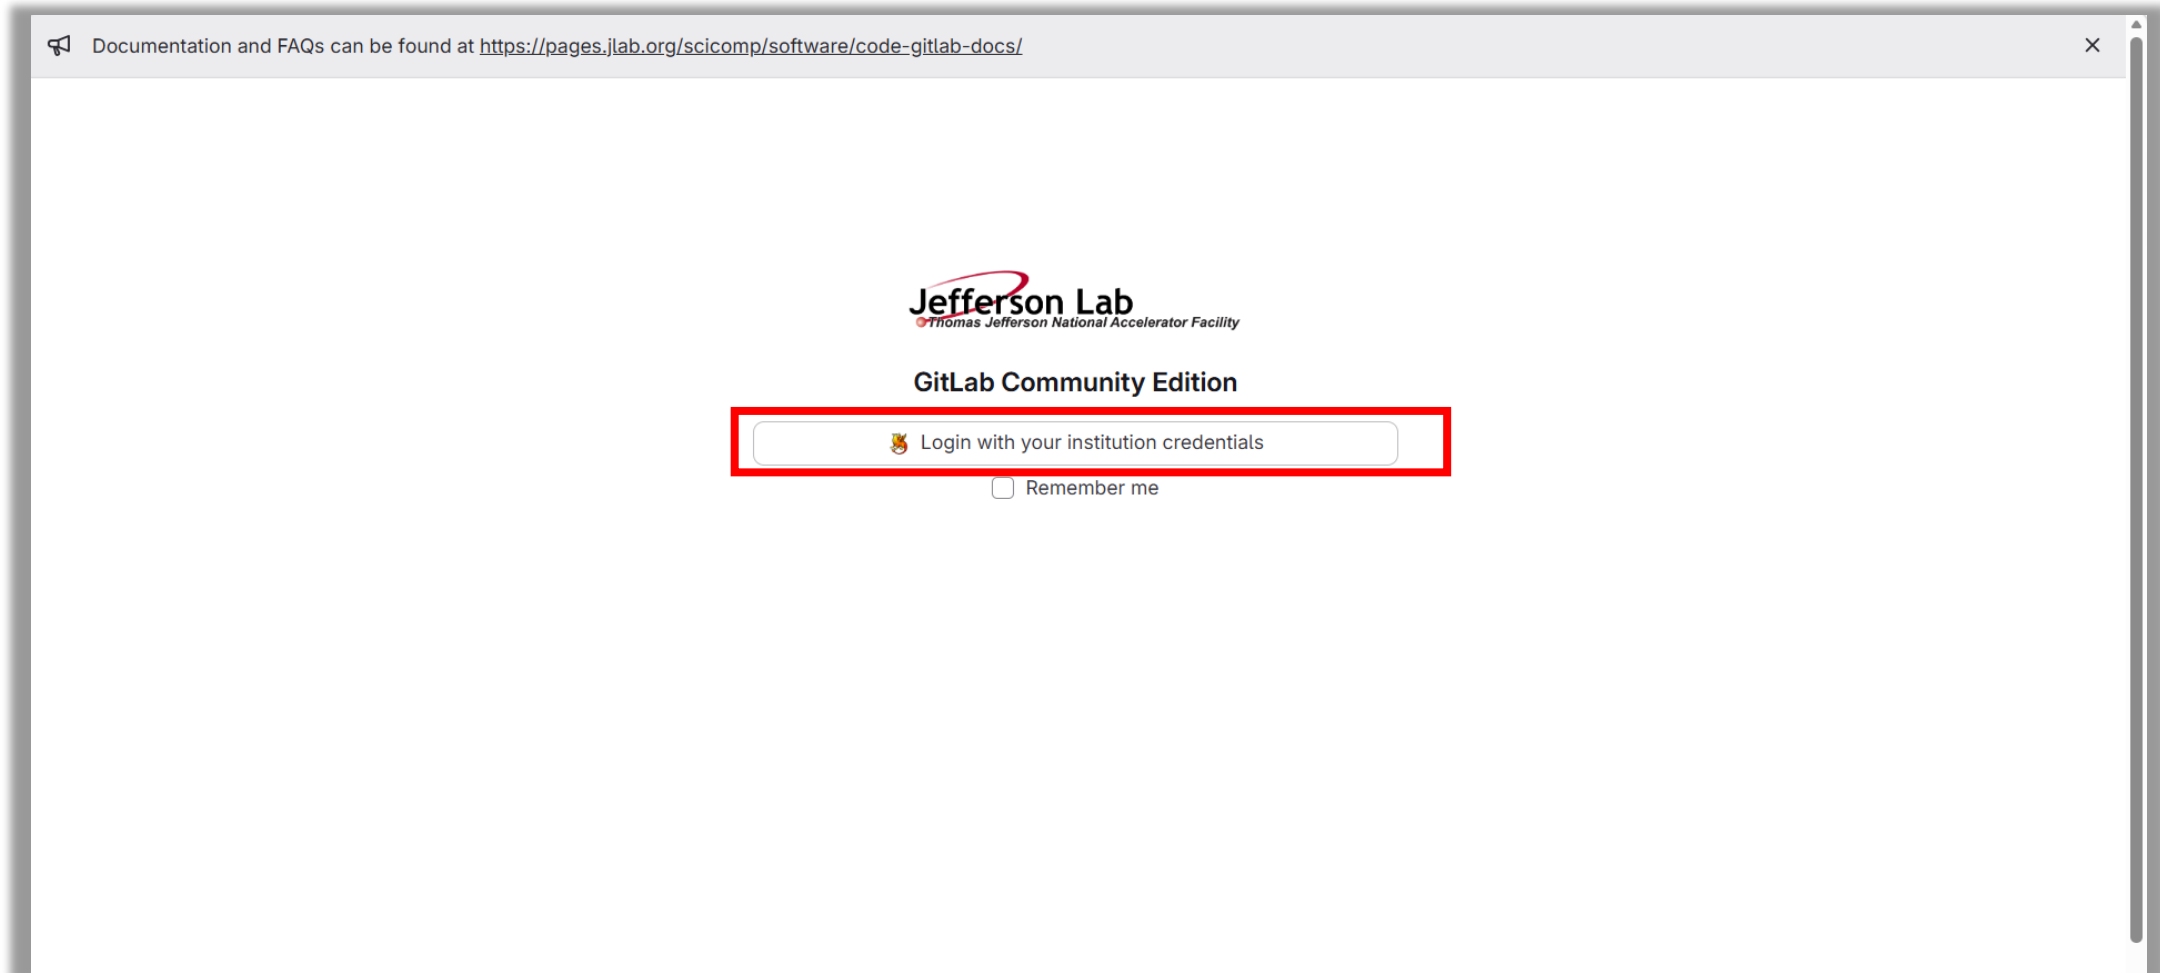 Documentation and FAQs can be found at https://pages.jlab.org/scicomp/software/code-gitlab-docs/
Jefferson Lab
Thomas Jefferson National Accelerator Facility
GitLab Community Edition
Login with your institution credentials
Remember me